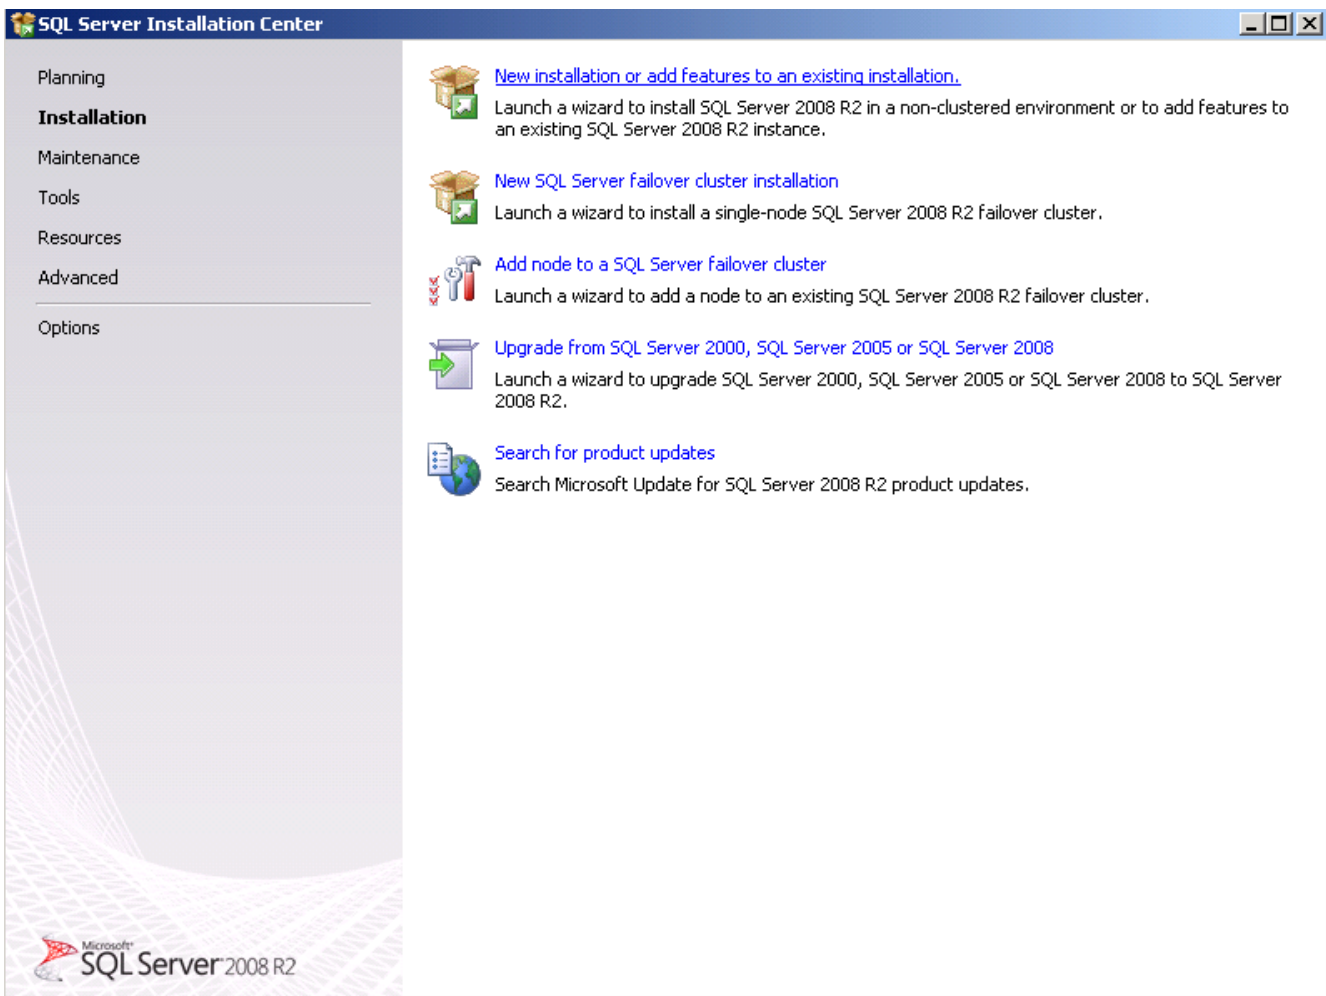 SQL Server Installation Center
Planning
Installation
Maintenance
Tools
Resources
Advanced
Options
New installation or add features to an existing installation.
Launch a wizard to install SQL Server 2008 R2 in a non-clustered environment or to add features to
an existing SQL Server 2008 R2 instance.
New SQL Server failover cluster installation
Launch a wizard to install a single-node SQL Server 2008 R2 failover cluster.
Add node to a SQL Server failover cluster
Launch a wizard to add a node to an existing SQL Server 2008 R2 failover cluster.
Upgrade from SQL Server 2000, SQL Server 2005 or SQL Server 2008
Launch a wizard to upgrade SQL Server 2000, SQL Server 2005 or SQL Server 2008 to SQL Server
2008 R2.
Search for product updates
Search Microsoft Update for SQL Server 2008 R2 product updates.
Microsoft®
SQL Server 2008 R2